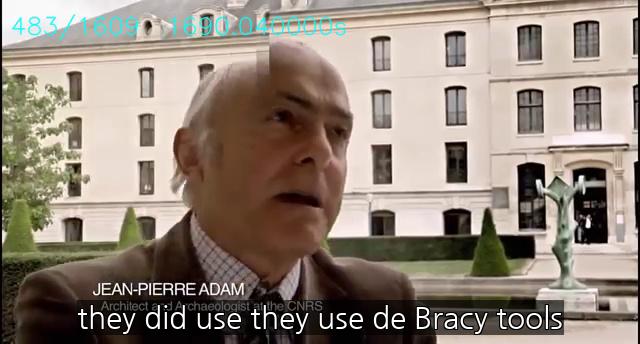 483/1609 1690.040000s
JEAN-PIERRE ADAM
Architect and Archaeologist at the CNRS
they did use they use de Bracy tools